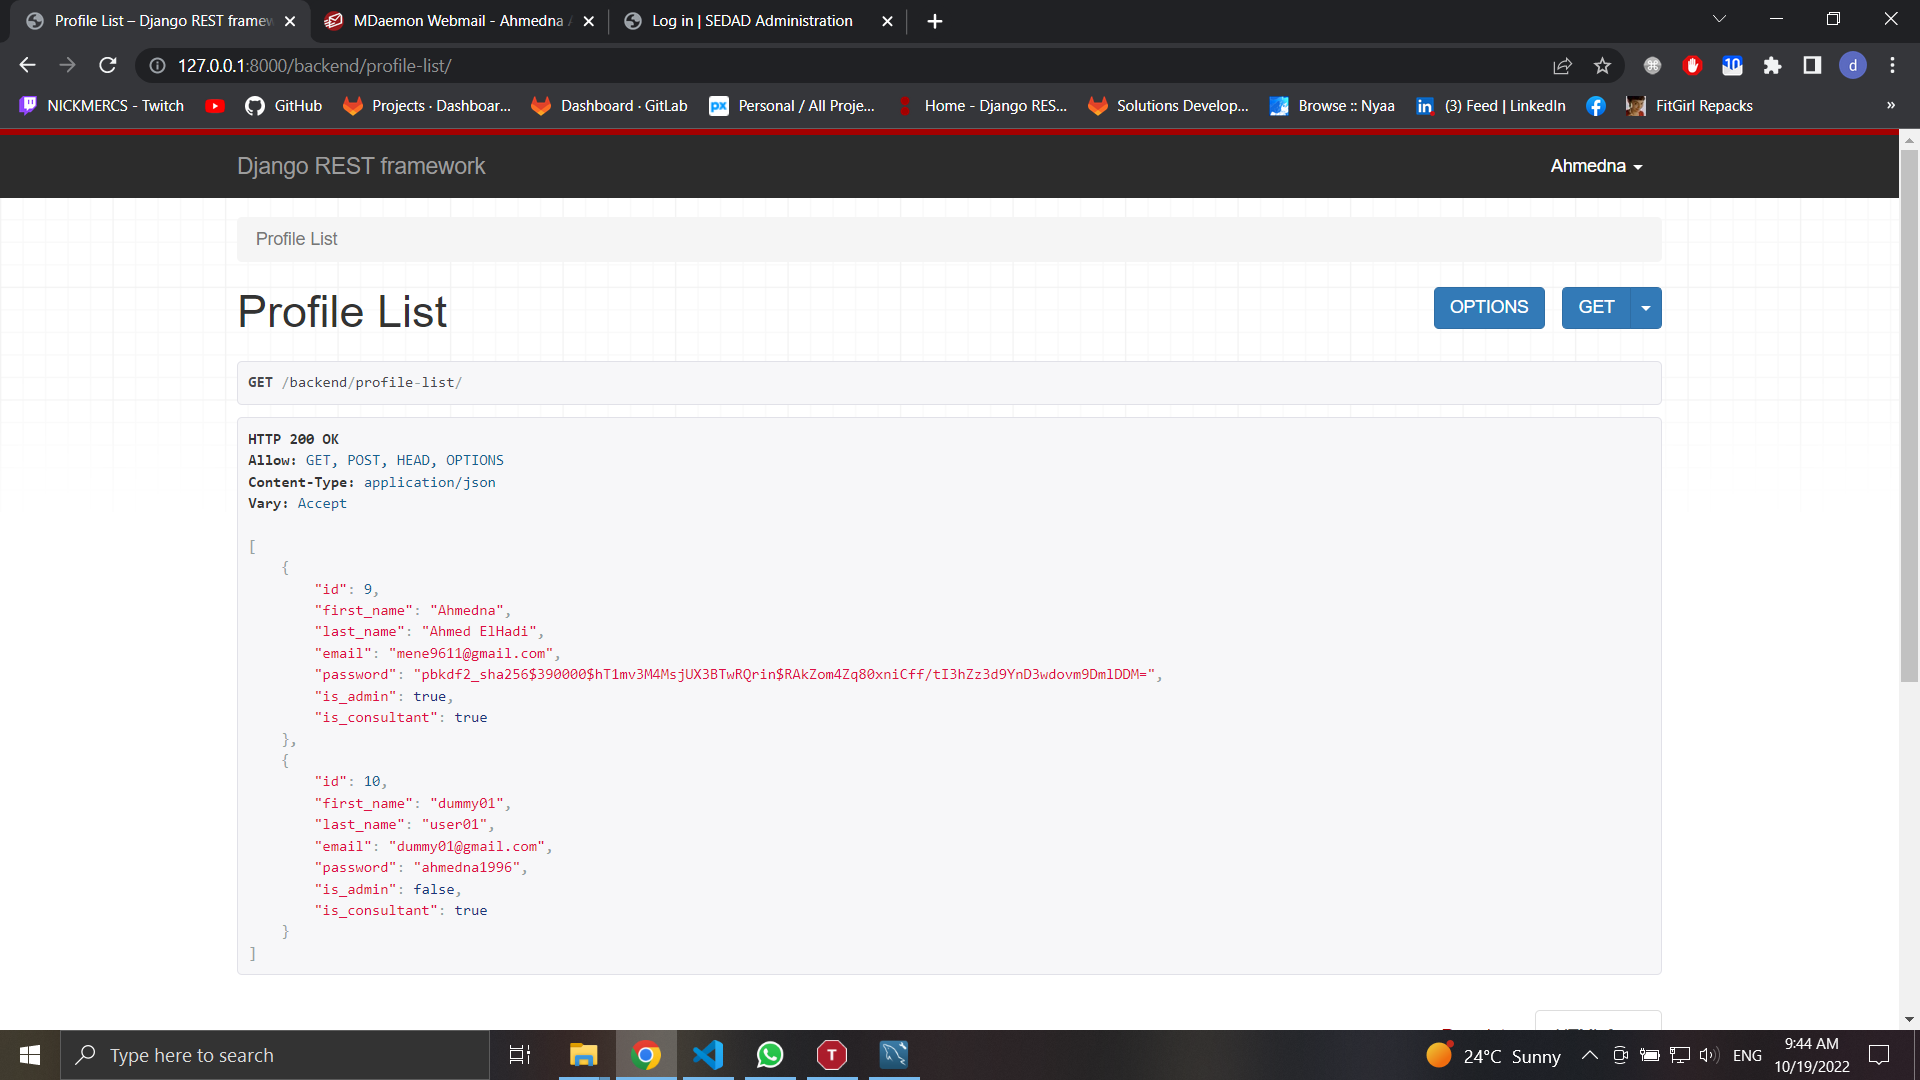 Profile List – Django REST framew
MDaemon Webmail - Ahmedna
Log in | SEDAD Administration
127.0.0.1:8000/backend/profile-list/
10
d
NICKMERCS - Twitch
GitHub
Projects · Dashboar...
Dashboard · GitLab
px
Personal / All Proje...
Home - Django RES...
Solutions Develop...
Browse :: Nyaa
in
(3) Feed | LinkedIn
FitGirl Repacks
»
Django REST framework
Ahmedna
Profile List
Profile List
OPTIONS
GET
GET /backend/profile-list/
HTTP 200 OK
Allow: GET, POST, HEAD, OPTIONS
Content-Type: application/json
Vary: Accept
[
{
"id": 9,
"first_name": "Ahmedna",
"last_name": "Ahmed ElHadi",
"email": "mene9611@gmail.com",
"password": "pbkdf2_sha256$390000$hT1mv3M4MsjUX3BTwRQrin$RAkZom4Zq80xniCff/tI3hZz3d9YnD3wdovm9DmlDDM=",
"is_admin": true,
"is_consultant": true
},
{
"id": 10,
"first_name": "dummy01",
"last_name": "user01",
"email": "dummy01@gmail.com",
"password": "ahmedna1996",
"is_admin": false,
"is_consultant": true
}
]
Type here to search
T
24°C Sunny
ENG
9:44 AM
10/19/2022